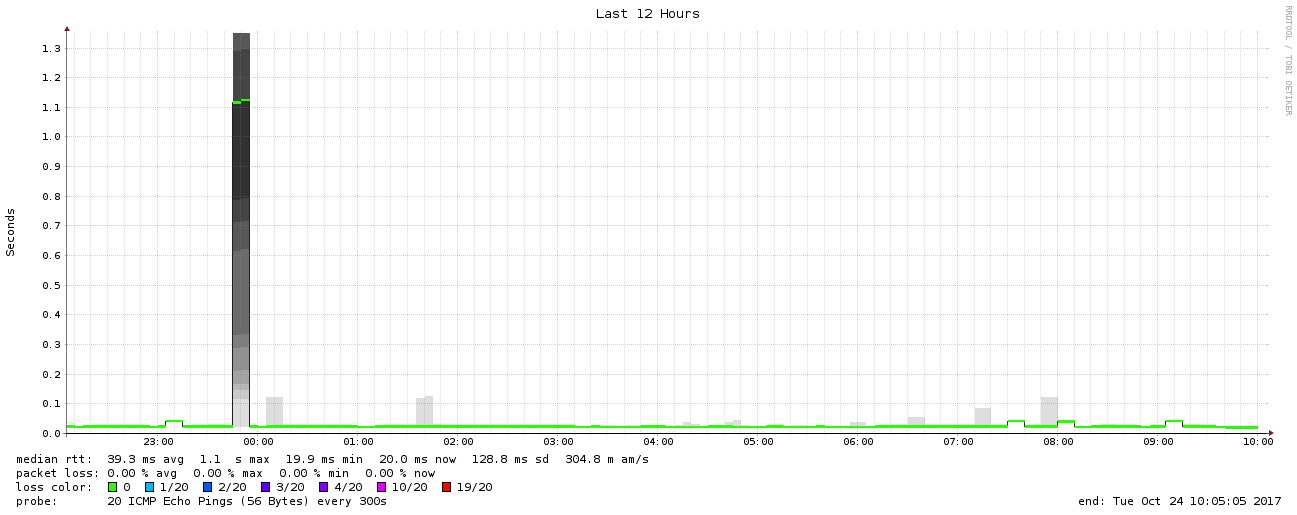 Last 12 Hours
RRDTOOL / TOBI OETIKER
Seconds
1.3
1.2
1.1
1.0
0.9
0.8
0.7
0.6
0.5
0.4
0.3
0.2
0.1
0.0
23:00 00:00 01:00 02:00 03:00 04:00 05:00 06:00 07:00 08:00 09:00 10:00
median rtt: 39.3 ms avg 1.1 s max 19.9 ms min 20.0 ms now 128.8 ms sd 304.8 m am/s
packet loss: 0.00 % avg 0.00 % max 0.00 % min 0.00 % now
loss color: 0 1/20 2/20 3/20 4/20 10/20 19/20
probe: 20 ICMP Echo Pings (56 Bytes) every 300s end: Tue Oct 24 10:05:05 2017